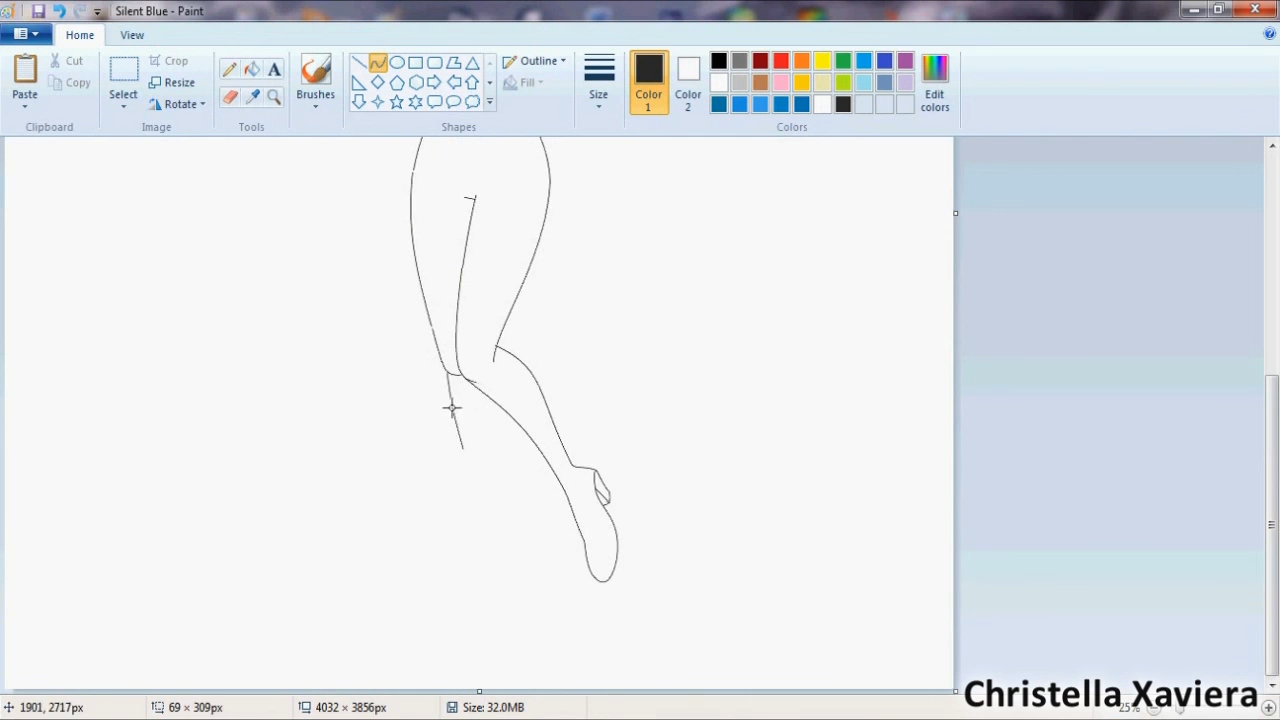 Silent Blue - Paint
Home View
Paste Cut Copy
Select Crop Resize Rotate
A
Brushes
Outline Fill
Size
Color 1
Color 2
Edit colors
Clipboard Image Tools Shapes Colors
Christella Xaviera
1901, 2717px 69 × 309px 4032 × 3856px Size: 32.0MB 25%